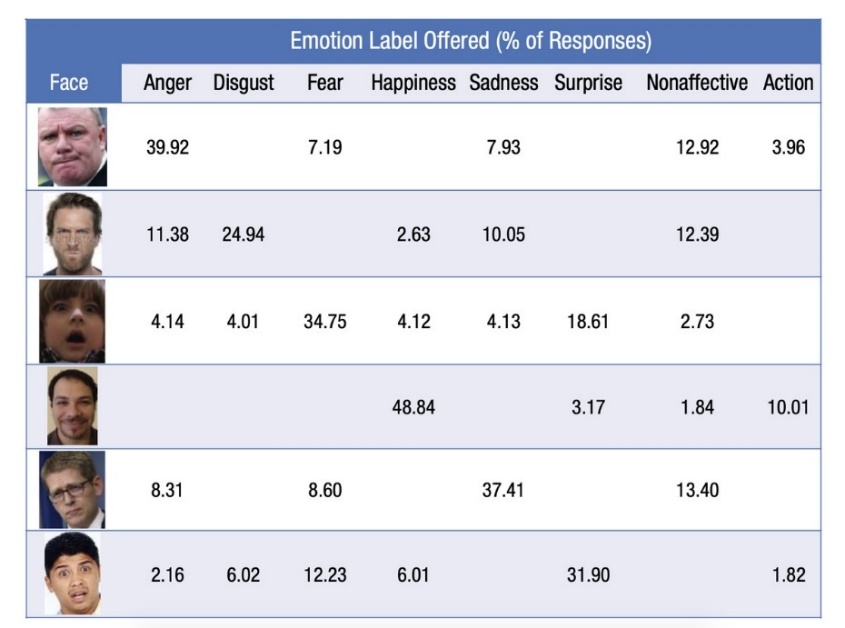 Emotion Label Offered (% of Responses)
Face Anger Disgust Fear Happiness Sadness Surprise Nonaffective Action
39.92 7.19 7.93 12.92 3.96
11.38 24.94 2.63 10.05 12.39
4.14 4.01 34.75 4.12 4.13 18.61 2.73
48.84 3.17 1.84 10.01
8.31 8.60 37.41 13.40
2.16 6.02 12.23 6.01 31.90 1.82